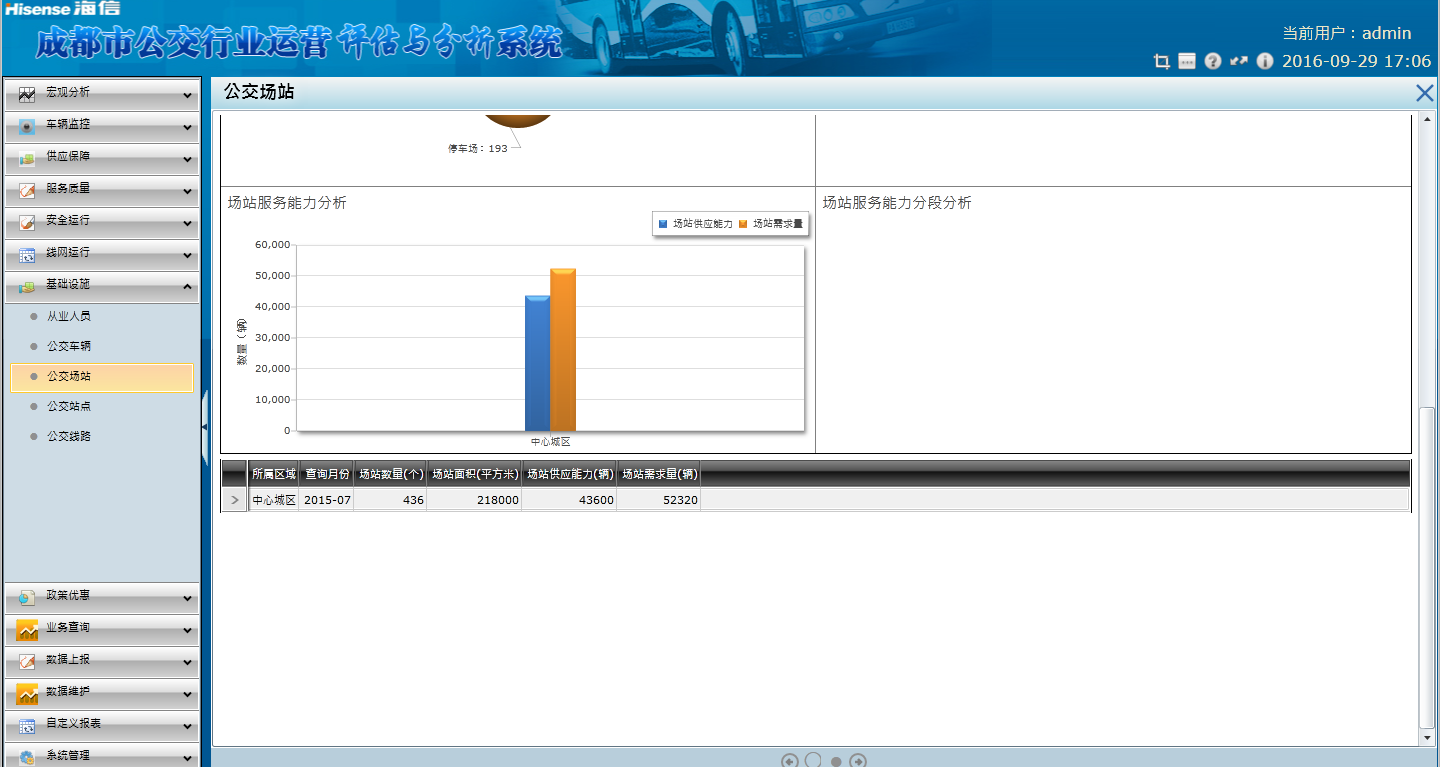 Hisense 海信
成都市公交行业运营评估与分析系统
当前用户：admin
2016-09-29 17:06
宏观分析
车辆监控
供应保障
服务质量
安全运行
线网运行
基础设施
从业人员
公交车辆
公交场站
公交站点
公交线路
政策优惠
业务查询
数据上报
数据维护
自定义报表
系统管理
公交场站
停车场：193
场站服务能力分析
场站供应能力 场站需求量
60,000
50,000
40,000
30,000
20,000
10,000
0
数量（辆）
中心城区
场站服务能力分段分析
所属区域 查询月份 场站数量(个) 场站面积(平方米) 场站供应能力(辆) 场站需求量(辆)
中心城区 2015-07 436 218000 43600 52320